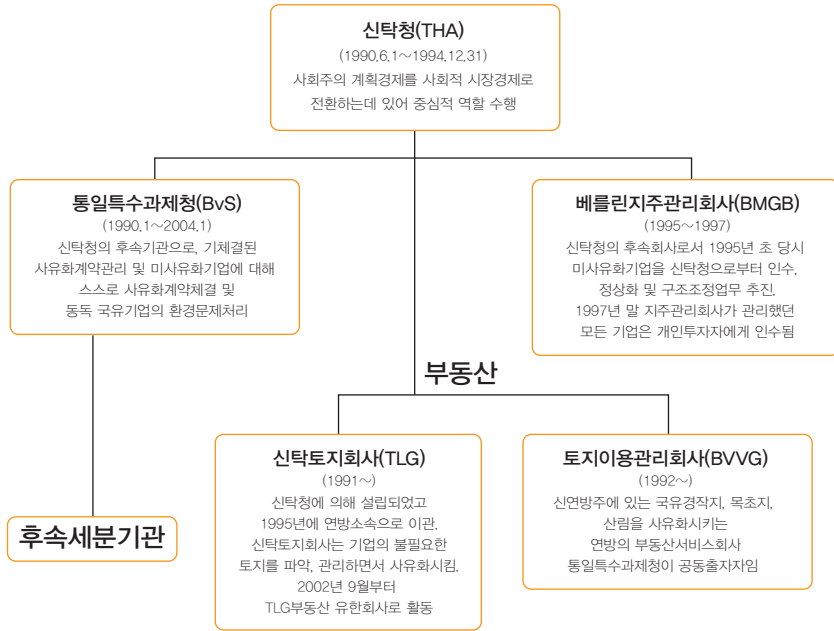 신탁청(THA)
(1990.6.1～1994.12.31)
사회주의 계획경제를 사회적 시장경제로
전환하는데 있어 중심적 역할 수행
통일특수과제청(BvS)
(1990.1～2004.1)
신탁청의 후속기관으로, 기체결된
사유화계약관리 및 미사유화기업에 대해
스스로 사유화계약체결 및
동독 국유기업의 환경문제처리
베를린지주관리회사(BMGB)
(1995～1997)
신탁청의 후속회사로서 1995년 초 당시
미사유화기업을 신탁청으로부터 인수,
정상화 및 구조조정업무 추진.
1997년 말 지주관리회사가 관리했던
모든 기업은 개인투자자에게 인수됨
부동산
신탁토지회사(TLG)
(1991～)
신탁청에 의해 설립되었고
1995년에 연방소속으로 이관.
신탁토지회사는 기업의 불필요한
토지를 파악, 관리하면서 사유화시킴.
2002년 9월부터
TLG부동산 유한회사로 활동
토지이용관리회사(BVVG)
(1992～)
신연방주에 있는 국유경작지, 목초지,
산림을 사유화시키는
연방의 부동산서비스회사
통일특수과제청이 공동출자자임
후속세분기관